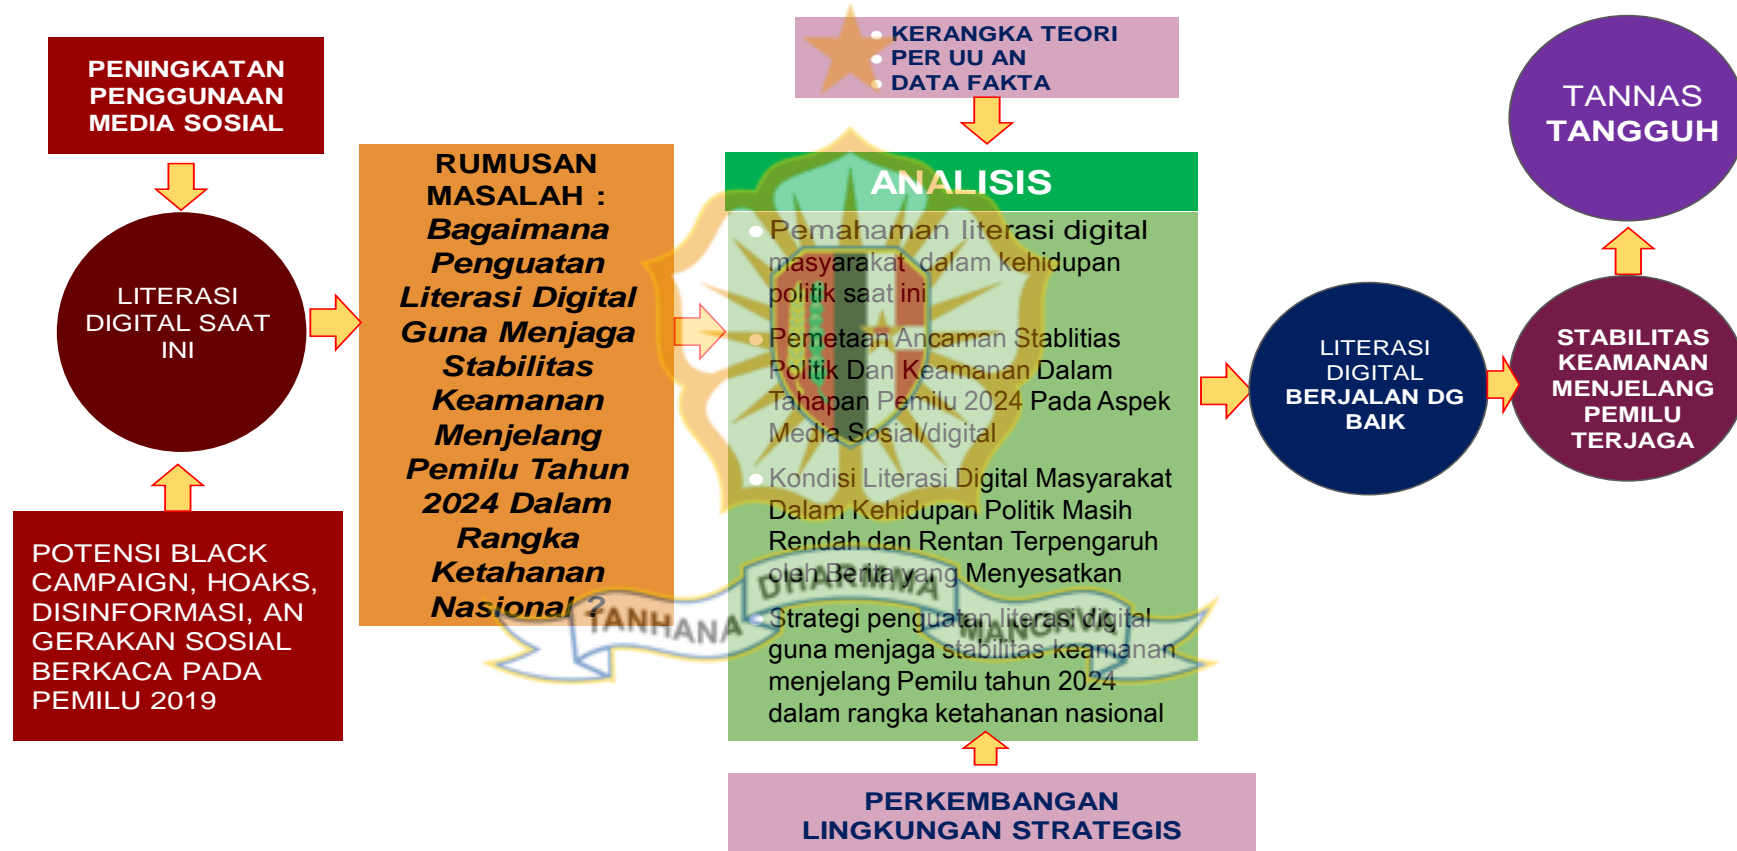 PENINGKATAN
PENGGUNAAN
MEDIA SOSIAL
LITERASI
DIGITAL SAAT
INI
POTENSI BLACK
CAMPAIGN, HOAKS,
DISINFORMASI, AN
GERAKAN SOSIAL
BERKACA PADA
PEMILU 2019
RUMUSAN
MASALAH :
Bagaimana
Penguatan
Literasi Digital
Guna Menjaga
Stabilitas
Keamanan
Menjelang
Pemilu Tahun
2024 Dalam
Rangka
Ketahanan
Nasional ?
• KERANGKA TEORI
• PER UU AN
• DATA FAKTA
ANALISIS
• Pemahaman literasi digital
masyarakat dalam kehidupan
politik saat ini
• Pemetaan Ancaman Stablitias
Politik Dan Keamanan Dalam
Tahapan Pemilu 2024 Pada Aspek
Media Sosial/digital
• Kondisi Literasi Digital Masyarakat
Dalam Kehidupan Politik Masih
Rendah dan Rentan Terpengaruh
oleh Berita yang Menyesatkan
• Strategi penguatan literasi digital
guna menjaga stabilitas keamanan
menjelang Pemilu tahun 2024
dalam rangka ketahanan nasional
TANHANA DHARMMA MANGRVA
PERKEMBANGAN
LINGKUNGAN STRATEGIS
LITERASI
DIGITAL
BERJALAN DG
BAIK
STABILITAS
KEAMANAN
MENJELANG
PEMILU
TERJAGA
TANNAS
TANGGUH